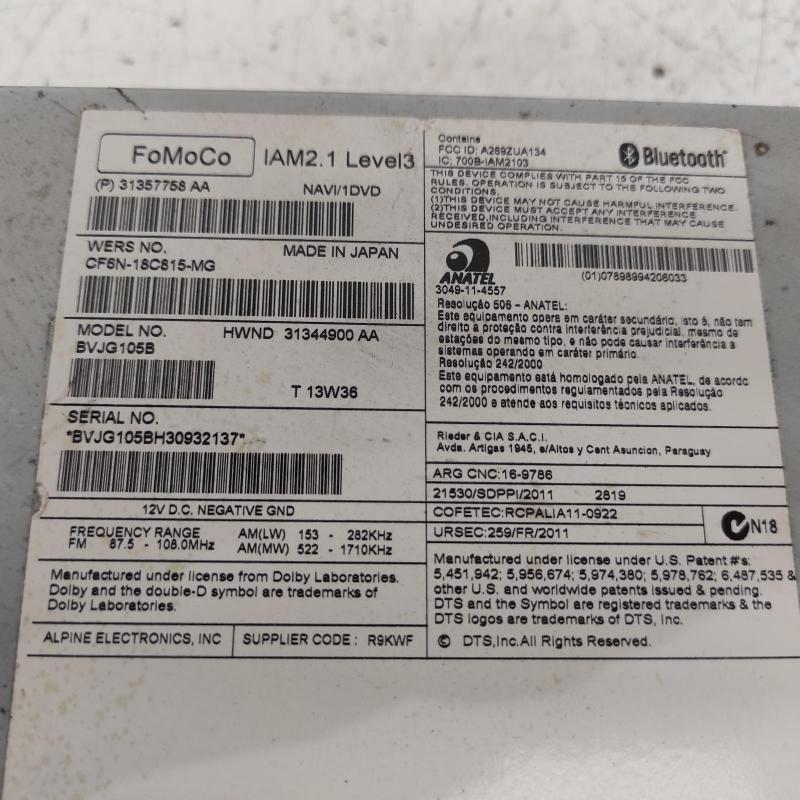 FoMoCo
IAM2.1 Level3
(P) 31357758 AA
NAVI/1DVD
WERS NO.
MADE IN JAPAN
CF6N-18C815-MG
MODEL NO.
HWND 31344900 AA
BVJG105B
T 13W36
SERIAL NO.
*BVJG105BH30932137*
12V D.C. NEGATIVE GND
FREQUENCY RANGE
FM 87.5 - 108.0MHz
AM(LW) 153 - 282KHz
AM(MW) 522 - 1710KHz
Manufactured under license from Dolby Laboratories.
Dolby and the double-D symbol are trademarks of
Dolby Laboratories.
ALPINE ELECTRONICS, INC
SUPPLIER CODE : R9KWF
Contains
FCC ID: A269ZUA134
IC: 700B-IAM2103
Bluetooth
THIS DEVICE COMPLIES WITH PART 15 OF THE FCC
RULES. OPERATION IS SUBJECT TO THE FOLLOWING TWO
CONDITIONS.
(1)THIS DEVICE MAY NOT CAUSE HARMFUL INTERFERENCE.
(2)THIS DEVICE MUST ACCEPT ANY INTERFERENCE
RECEIVED,INCLUDING INTERFERENCE THAT MAY CAUSE
UNDESIRED OPERATION.
ANATEL
3049-11-4557
(01)07898994206033
Resolução 506 - ANATEL:
Este equipamento opera em caráter secundário, isto é, não tem
direito a proteção contra interferência prejudicial, mesmo de
estações do mesmo tipo, e não pode causar interferência a
sistemas operando em caráter primário.
Resolução 242/2000
Este equipamento está homologado pela ANATEL, de acordo
com os procedimentos regulamentados pela Resolução
242/2000 e atende aos requisitos técnicos aplicados.
Rieder & CIA S.A.C.I.
Avda. Artigas 1945, e/Altos y Cent Asuncion, Paraguay
ARG CNC:16-9786
21530/SDPPI/2011 2819
COFETEC:RCPALIA11-0922
URSEC:259/FR/2011
N18
Manufactured under license under U.S. Patent #'s:
5,451,942; 5,956,674; 5,974,380; 5,978,762; 6,487,535 &
other U.S. and worldwide patents issued & pending.
DTS and the Symbol are registered trademarks & the
DTS logos are trademarks of DTS, Inc.
© DTS,Inc.All Rights Reserved.